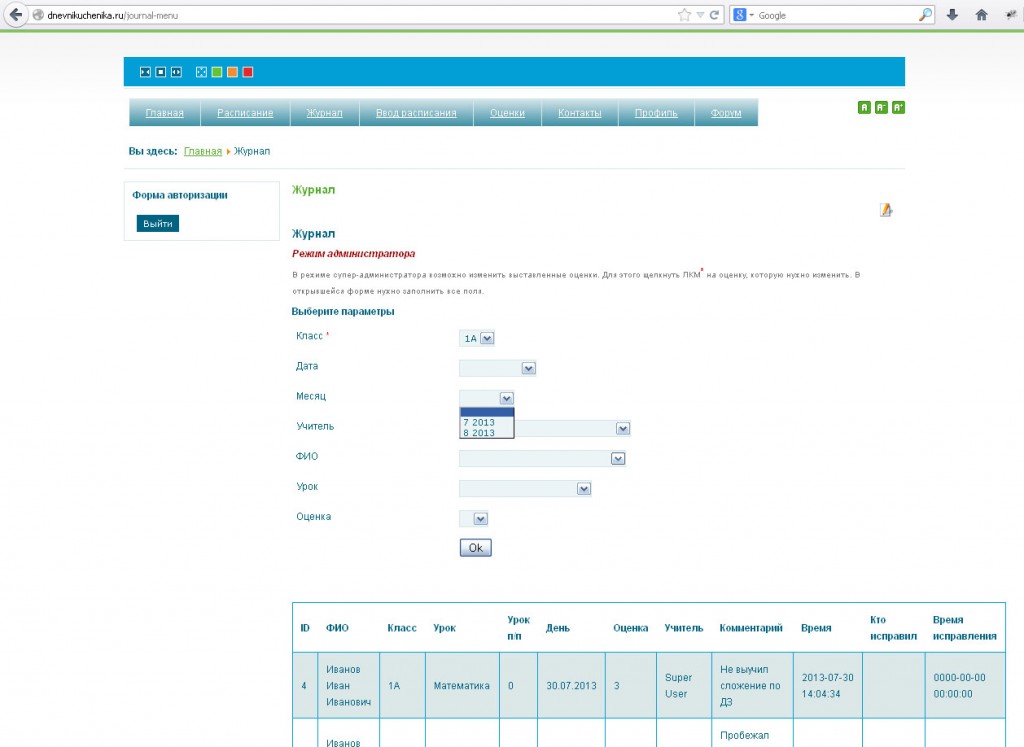 dnevnikuchenika.ru/journal-menu
Google
Главная Расписание Журнал Ввод расписания Оценки Контакты Профиль Форум
A A- A+
Вы здесь: Главная Журнал
Форма авторизации
Выйти
Журнал
Журнал
Режим администратора
В режиме супер-администратора возможно изменить выставленные оценки. Для этого щелкнуть ЛКМ* на оценку, которую нужно изменить. В
открывшейся форме нужно заполнить все поля.
Выберите параметры
Класс * 1А
Дата
Месяц
7 2013
8 2013
Учитель
ФИО
Урок
Оценка
Ok
ID ФИО Класс Урок Урок п/п День Оценка Учитель Комментарий Время Кто исправил Время исправления
4 Иванов Иван Иванович 1А Математика 0 30.07.2013 3 Super User Не выучил сложение по ДЗ 2013-07-30 14:04:34 0000-00-00 00:00:00
Иванов Пробежал